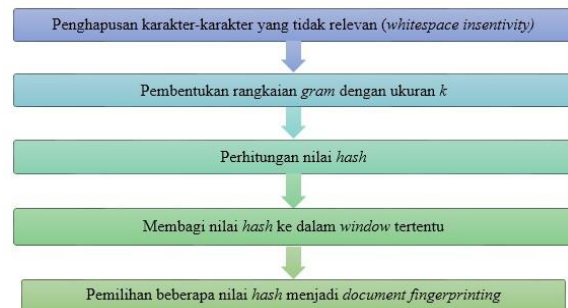 Penghapusan karakter-karakter yang tidak relevan (whitespace insentivity)
Pembentukan rangkaian gram dengan ukuran k
Perhitungan nilai hash
Membagi nilai hash ke dalam window tertentu
Pemilihan beberapa nilai hash menjadi document fingerprinting